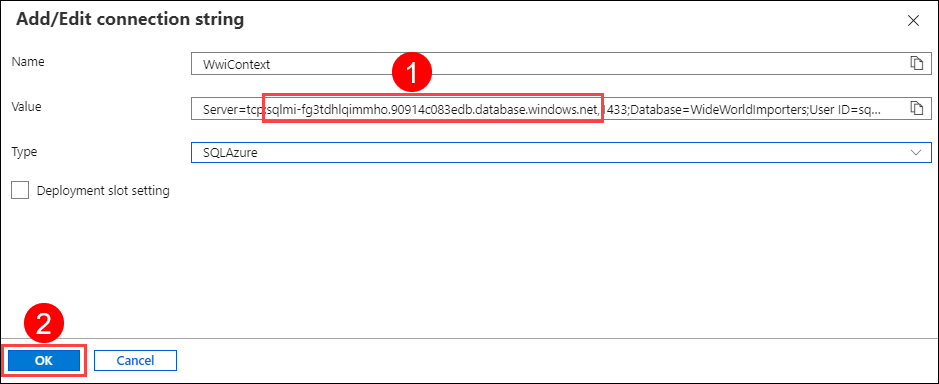 Add/Edit connection string
Name
WwiContext
1
Value
Server=tcp:sqlmi-fg3tdhlqimmho.90914c083edb.database.windows.net,1433;Database=WideWorldImporters;User ID=sq...
Type
SQLAzure
Deployment slot setting
2
OK Cancel